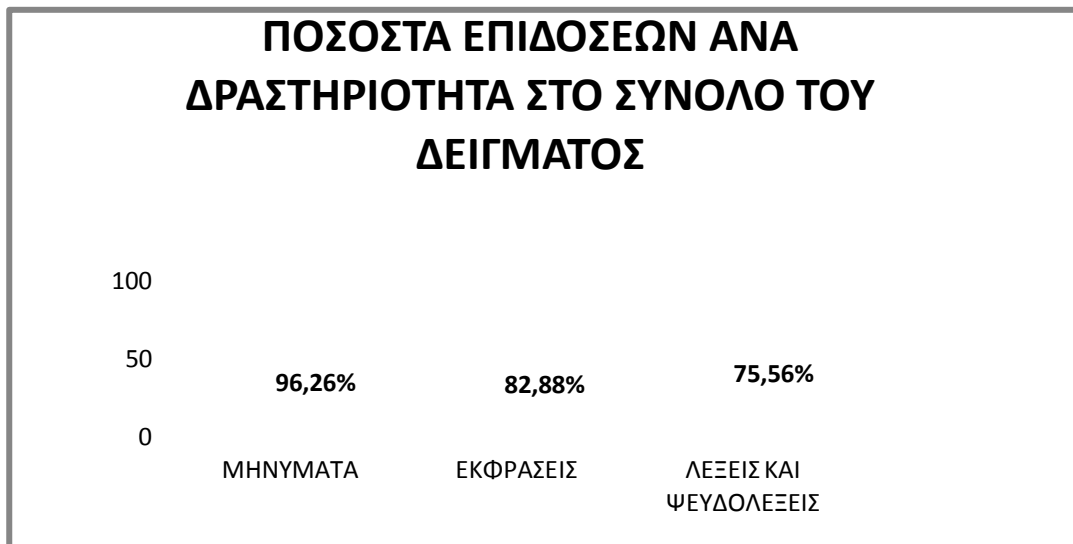 ΠΟΣΟΣΤΑ ΕΠΙΔΟΣΕΩΝ ΑΝΑ
ΔΡΑΣΤΗΡΙΟΤΗΤΑ ΣΤΟ ΣΥΝΟΛΟ ΤΟΥ
ΔΕΙΓΜΑΤΟΣ
100
50
0
96,26%
82,88%
75,56%
ΜΗΝΥΜΑΤΑ
ΕΚΦΡΑΣΕΙΣ
ΛΕΞΕΙΣ ΚΑΙ
ΨΕΥΔΟΛΕΞΕΙΣ